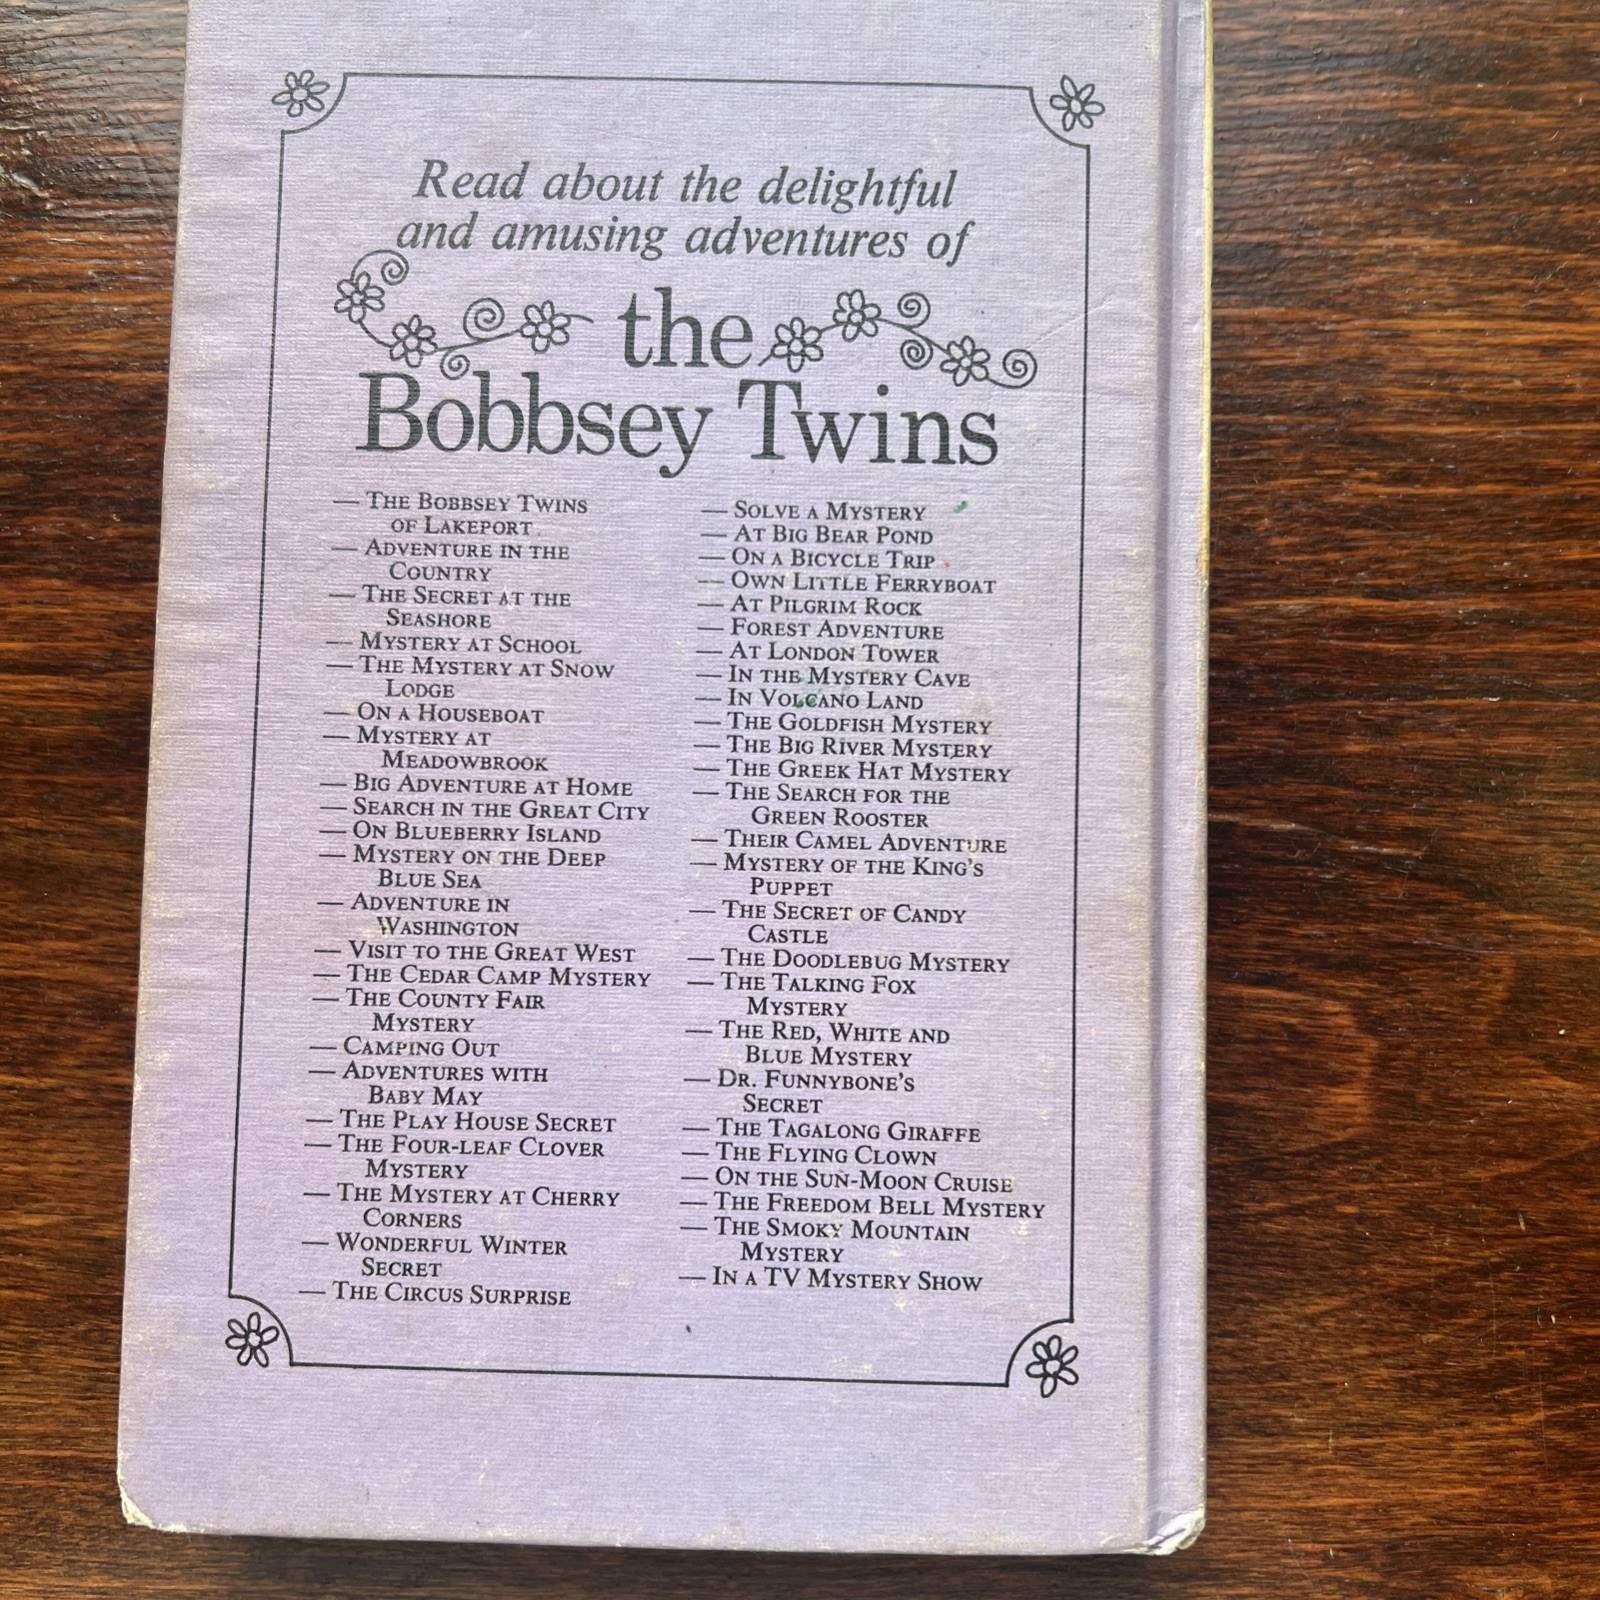 Read about the delightful
and amusing adventures of
the
Bobbsey Twins
— THE BOBBSEY TWINS
OF LAKEPORT
— ADVENTURE IN THE
COUNTRY
— THE SECRET AT THE
SEASHORE
— MYSTERY AT SCHOOL
— THE MYSTERY AT SNOW
LODGE
— ON A HOUSEBOAT
— MYSTERY AT
MEADOWBROOK
— BIG ADVENTURE AT HOME
— SEARCH IN THE GREAT CITY
— ON BLUEBERRY ISLAND
— MYSTERY ON THE DEEP
BLUE SEA
— ADVENTURE IN
WASHINGTON
— VISIT TO THE GREAT WEST
— THE CEDAR CAMP MYSTERY
— THE COUNTY FAIR
MYSTERY
— CAMPING OUT
— ADVENTURES WITH
BABY MAY
— THE PLAY HOUSE SECRET
— THE FOUR-LEAF CLOVER
MYSTERY
— THE MYSTERY AT CHERRY
CORNERS
— WONDERFUL WINTER
SECRET
— THE CIRCUS SURPRISE
— SOLVE A MYSTERY
— AT BIG BEAR POND
— ON A BICYCLE TRIP
— OWN LITTLE FERRYBOAT
— AT PILGRIM ROCK
— FOREST ADVENTURE
— AT LONDON TOWER
— IN THE MYSTERY CAVE
— IN VOLCANO LAND
— THE GOLDFISH MYSTERY
— THE BIG RIVER MYSTERY
— THE GREEK HAT MYSTERY
— THE SEARCH FOR THE
GREEN ROOSTER
— THEIR CAMEL ADVENTURE
— MYSTERY OF THE KING'S
PUPPET
— THE SECRET OF CANDY
CASTLE
— THE DOODLEBUG MYSTERY
— THE TALKING FOX
MYSTERY
— THE RED, WHITE AND
BLUE MYSTERY
— DR. FUNNYBONE'S
SECRET
— THE TAGALONG GIRAFFE
— THE FLYING CLOWN
— ON THE SUN-MOON CRUISE
— THE FREEDOM BELL MYSTERY
— THE SMOKY MOUNTAIN
MYSTERY
— IN A TV MYSTERY SHOW